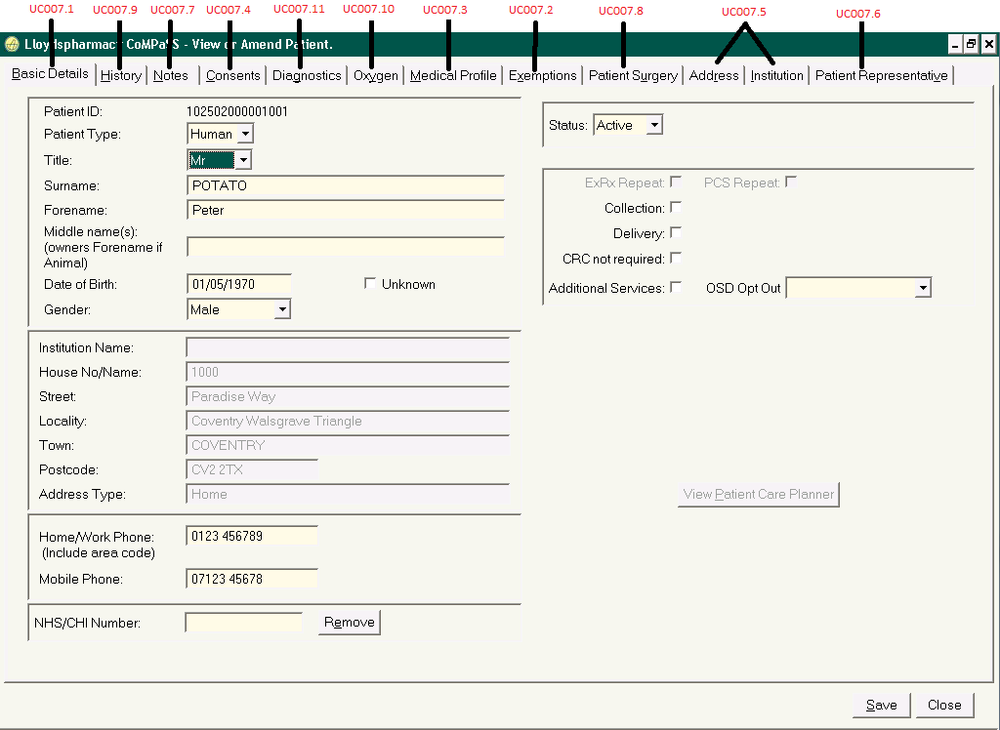 UC007.1 UC007.9 UC007.7 UC007.4 UC007.11 UC007.10 UC007.3 UC007.2 UC007.8 UC007.5 UC007.6
Lloydspharmacy CoMPaSS - View or Amend Patient.
Basic Details History Notes Consents Diagnostics Oxygen Medical Profile Exemptions Patient Surgery Address Institution Patient Representative
Patient ID: 102502000001001
Patient Type: Human
Title: Mr
Surname: POTATO
Forename: Peter
Middle name(s):
(owners Forename if
Animal)
Date of Birth: 01/05/1970 Unknown
Gender: Male
Status: Active
ExRx Repeat: PCS Repeat:
Collection:
Delivery:
CRC not required:
Additional Services: OSD Opt Out
Institution Name:
House No/Name: 1000
Street: Paradise Way
Locality: Coventry Walsgrave Triangle
Town: COVENTRY
Postcode: CV2 2TX
Address Type: Home
View Patient Care Planner
Home/Work Phone: 0123 456789
(Include area code)
Mobile Phone: 07123 45678
NHS/CHI Number: Remove
Save Close